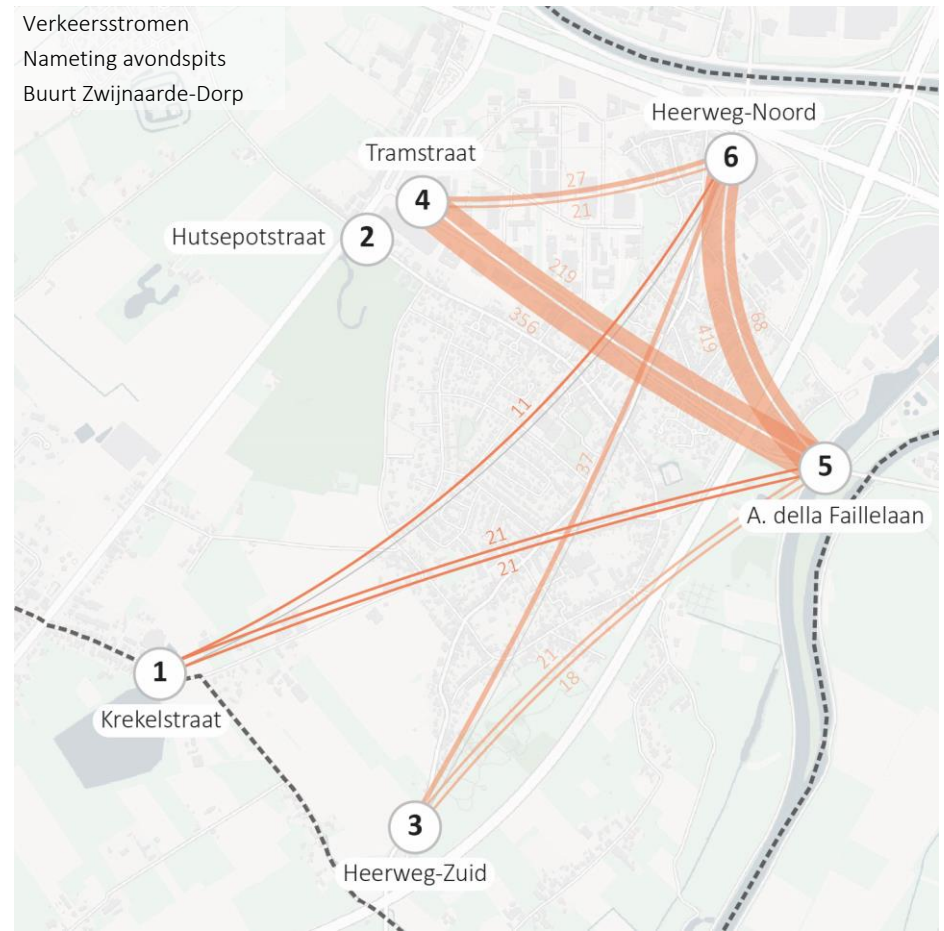 Verkeersstromen
Nameting avondspits
Buurt Zwijnaarde-Dorp
Heerweg-Noord
6
Tramstraat
4
27
21
Hutsepotstraat
2
219
356
68
419
11
37
5
A. della Faillelaan
21
21
21
18
1
Krekelstraat
3
Heerweg-Zuid